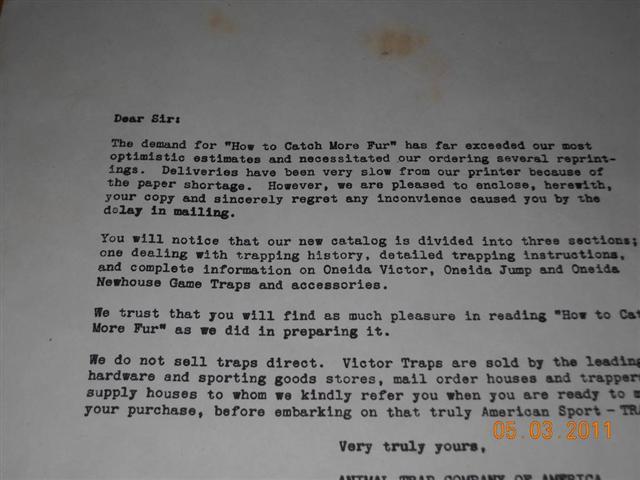 Dear Sir:
The demand for "How to Catch More Fur" has far exceeded our most
optimistic estimates and necessitated our ordering several reprint-
ings. Deliveries have been very slow from our printer because of
the paper shortage. However, we are pleased to enclose, herewith,
your copy and sincerely regret any inconvience caused you by the
delay in mailing.
You will notice that our new catalog is divided into three sections;
one dealing with trapping history, detailed trapping instructions,
and complete information on Oneida Victor, Oneida Jump and Oneida
Newhouse Game Traps and accessories.
We trust that you will find as much pleasure in reading "How to Cat
More Fur" as we did in preparing it.
We do not sell traps direct. Victor Traps are sold by the leading
hardware and sporting goods stores, mail order houses and trapper
supply houses to whom we kindly refer you when you are ready to m
your purchase, before embarking on that truly American Sport - TRA
05.03.2011
Very truly yours,
ANIMAL TRAP COMPANY OF AMERICA